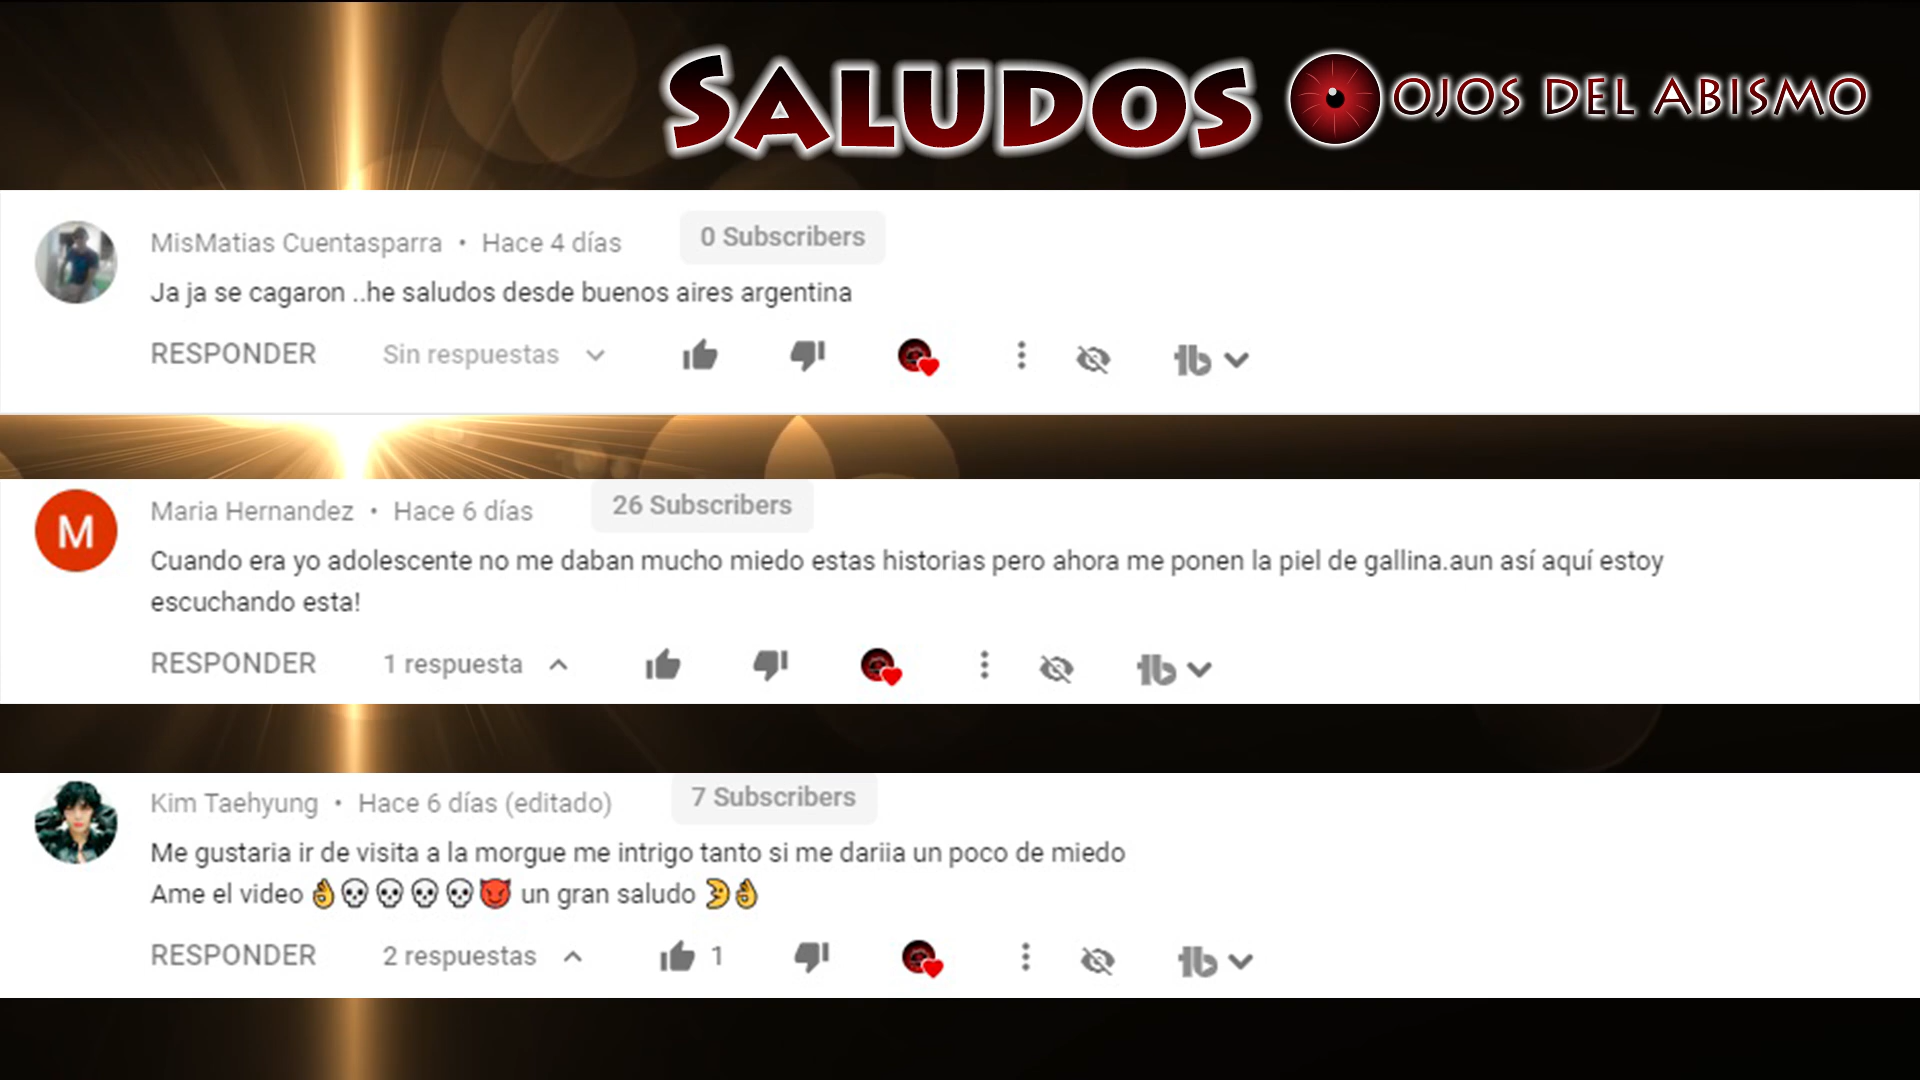 SALUDOS OJOS DEL ABISMO
MisMatias Cuentasparra • Hace 4 días 0 Subscribers
Ja ja se cagaron ..he saludos desde buenos aires argentina
RESPONDER Sin respuestas
Maria Hernandez • Hace 6 días 26 Subscribers
M
Cuando era yo adolescente no me daban mucho miedo estas historias pero ahora me ponen la piel de gallina.aun así aquí estoy
escuchando esta!
RESPONDER 1 respuesta
Kim Taehyung • Hace 6 días (editado) 7 Subscribers
Me gustaria ir de visita a la morgue me intrigo tanto si me dariia un poco de miedo
Ame el video 👌💀💀💀💀😈 un gran saludo 🌛👌
RESPONDER 2 respuestas 1